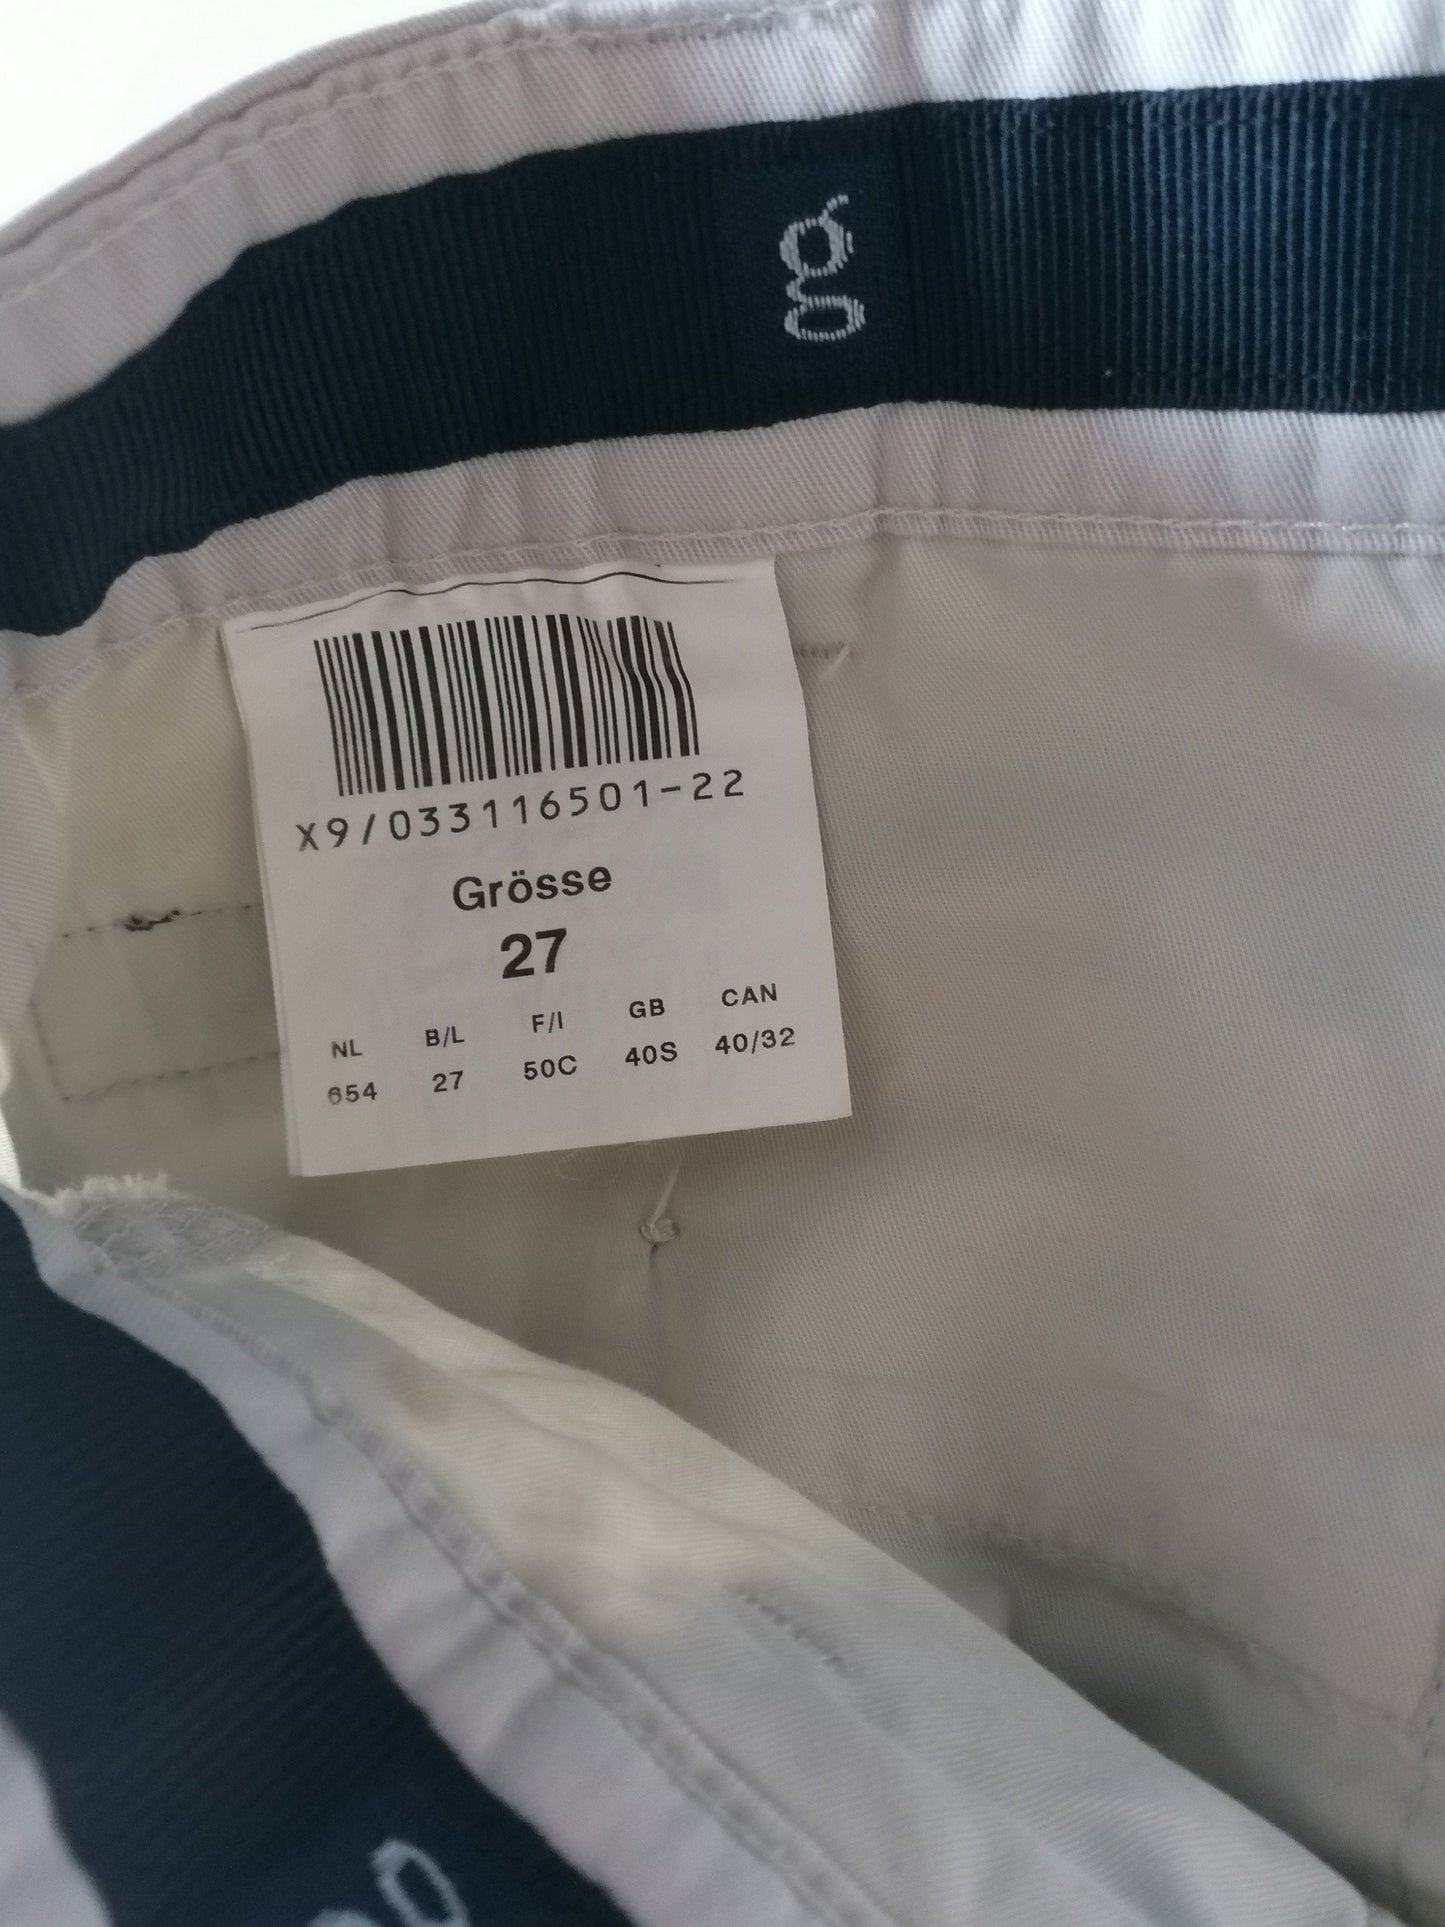 g
X9/033116501-22
Grösse
27
NL B/L F/I GB CAN
654 27 50C 40S 40/32